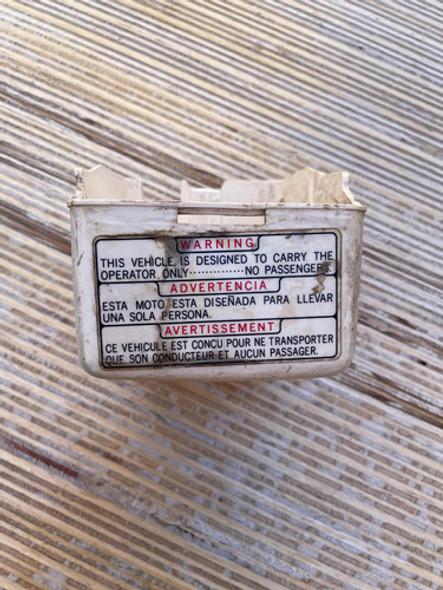 WARNING
THIS VEHICLE IS DESIGNED TO CARRY THE
OPERATOR ONLY··············NO PASSENGERS.
ADVERTENCIA
ESTA MOTO ESTA DISEÑADA PARA LLEVAR
UNA SOLA PERSONA.
AVERTISSEMENT
CE VEHICULE EST CONCU POUR NE TRANSPORTER
QUE SON CONDUCTEUR ET AUCUN PASSAGER.